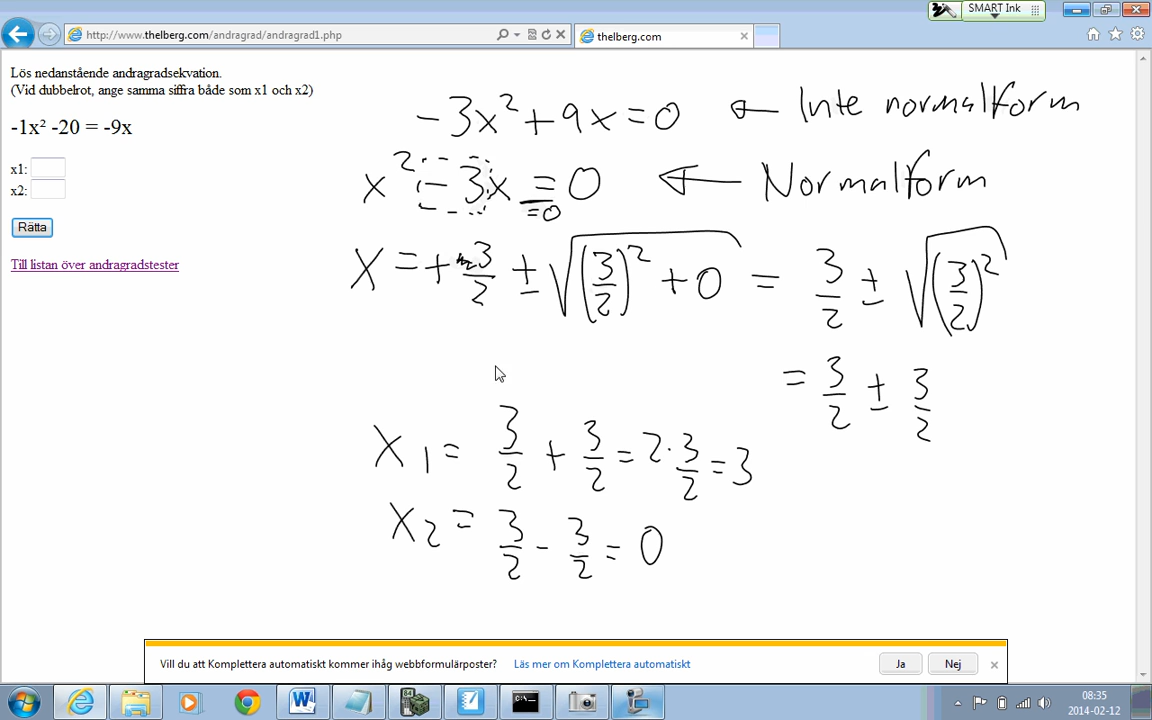 SMART Ink
http://www.thelberg.com/andragrad/andragrad1.php
thelberg.com
Lös nedanstående andragradsekvation.
(Vid dubbelrot, ange samma siffra både som x1 och x2)
-1x² -20 = -9x
x1:
x2:
Rätta
Till listan över andragradstester
-3x² + 9x = 0 ← Inte normalform
x² - 3x = 0 ← Normalform
=0
x = + 3/2 ± √((3/2)² + 0) = 3/2 ± √((3/2)²)
= 3/2 ± 3/2
x1 = 3/2 + 3/2 = 2 · 3/2 = 3
x2 = 3/2 - 3/2 = 0
Vill du att Komplettera automatiskt kommer ihåg webbformulärposter? Läs mer om Komplettera automatiskt Ja Nej
08:35
2014-02-12